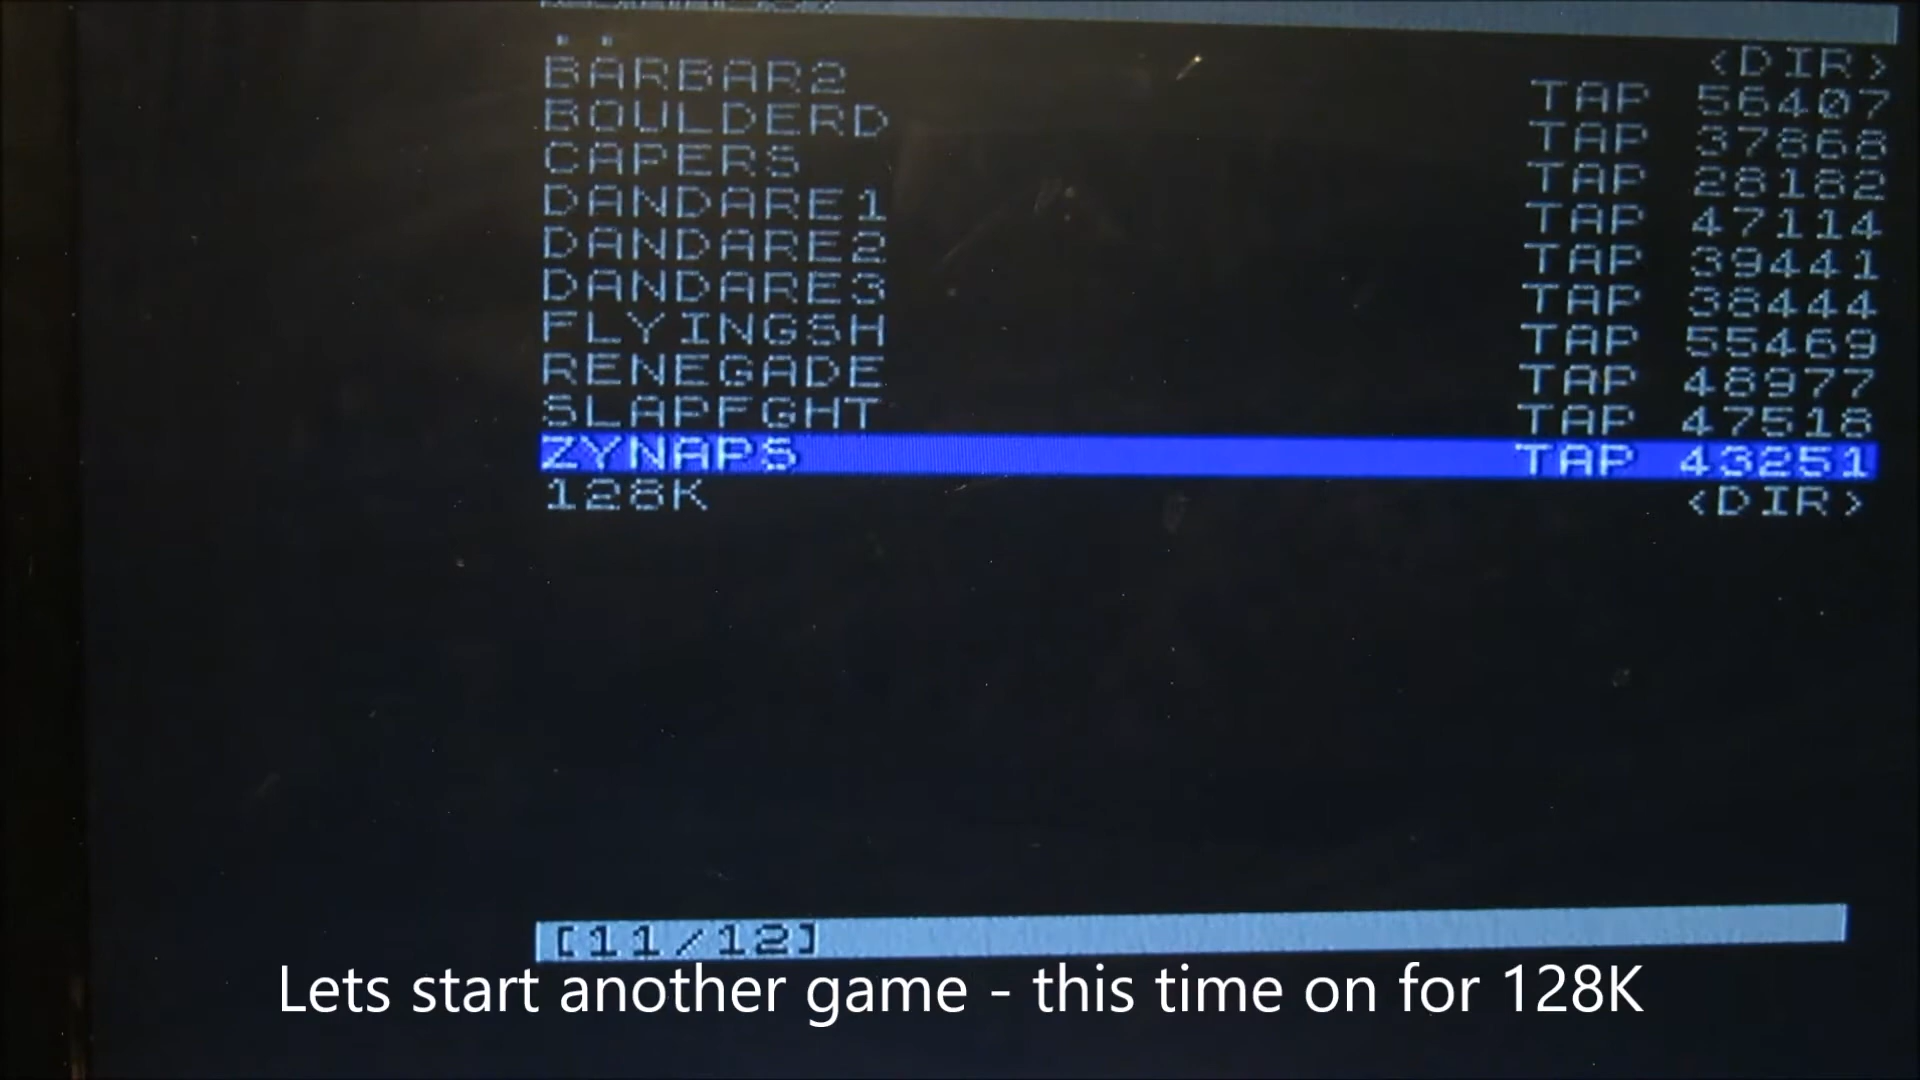 .. <DIR>
BARBAR2 TAP 56407
BOULDERD TAP 37868
CAPERS TAP 28182
DANDARE1 TAP 47114
DANDARE2 TAP 39441
DANDARE3 TAP 38444
FLYINGSH TAP 55469
RENEGADE TAP 48977
SLAPFGHT TAP 47518
ZYNAPS TAP 43251
128K <DIR>
[11/12]
Lets start another game - this time on for 128K